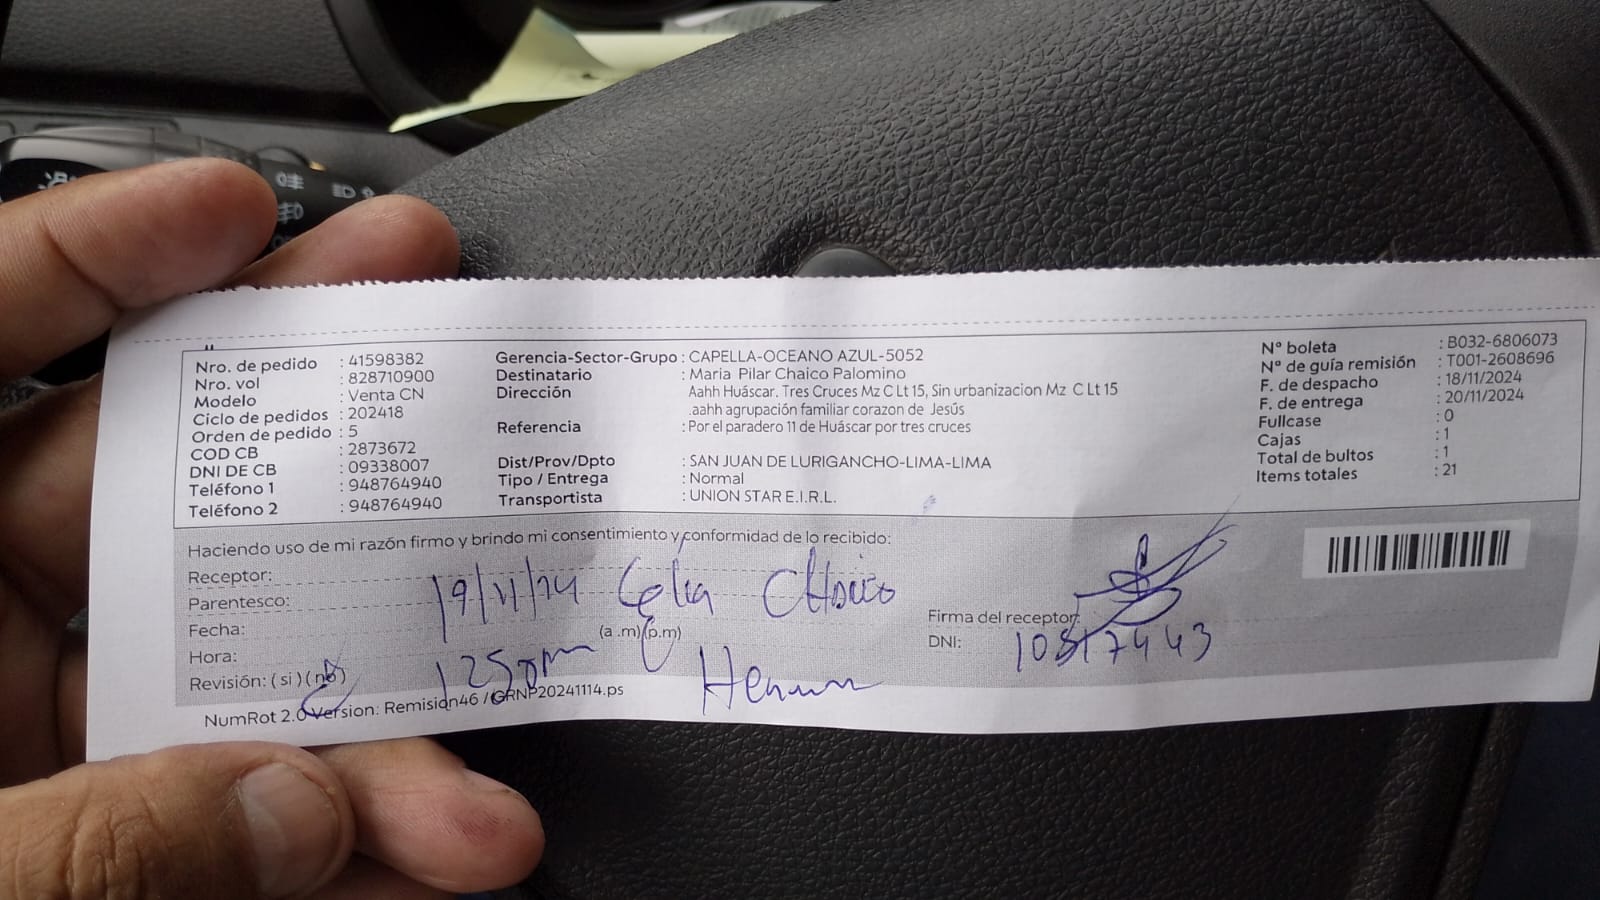 Nro. de pedido : 41598382
Nro. vol : 828710900
Modelo : Venta CN
Ciclo de pedidos : 202418
Orden de pedido : 5
COD CB : 2873672
DNI DE CB : 09338007
Teléfono 1 : 948764940
Teléfono 2 : 948764940
Gerencia-Sector-Grupo : CAPELLA-OCEANO AZUL-5052
Destinatario : Maria Pilar Chaico Palomino
Dirección Aahh Huáscar. Tres Cruces Mz C Lt 15, Sin urbanizacion Mz C Lt 15
.aahh agrupación familiar corazon de Jesús
Referencia : Por el paradero 11 de Huáscar por tres cruces
Dist/Prov/Dpto : SAN JUAN DE LURIGANCHO-LIMA-LIMA
Tipo / Entrega : Normal
Transportista : UNION STAR E.I.R.L.
N° boleta : B032-6806073
N° de guía remisión : T001-2608696
F. de despacho : 18/11/2024
F. de entrega : 20/11/2024
Fullcase : 0
Cajas : 1
Total de bultos : 1
Items totales : 21
Haciendo uso de mi razón firmo y brindo mi consentimiento y conformidad de lo recibido:
Receptor:
Parentesco:
Fecha: 19/11/24 Celia Chaico
Hora: (a .m)(p.m)
Revisión: ( si ) ( no )
Firma del receptor:
DNI: 10517443
NumRot 2.0 Version: Remision46 / GRNP20241114.ps